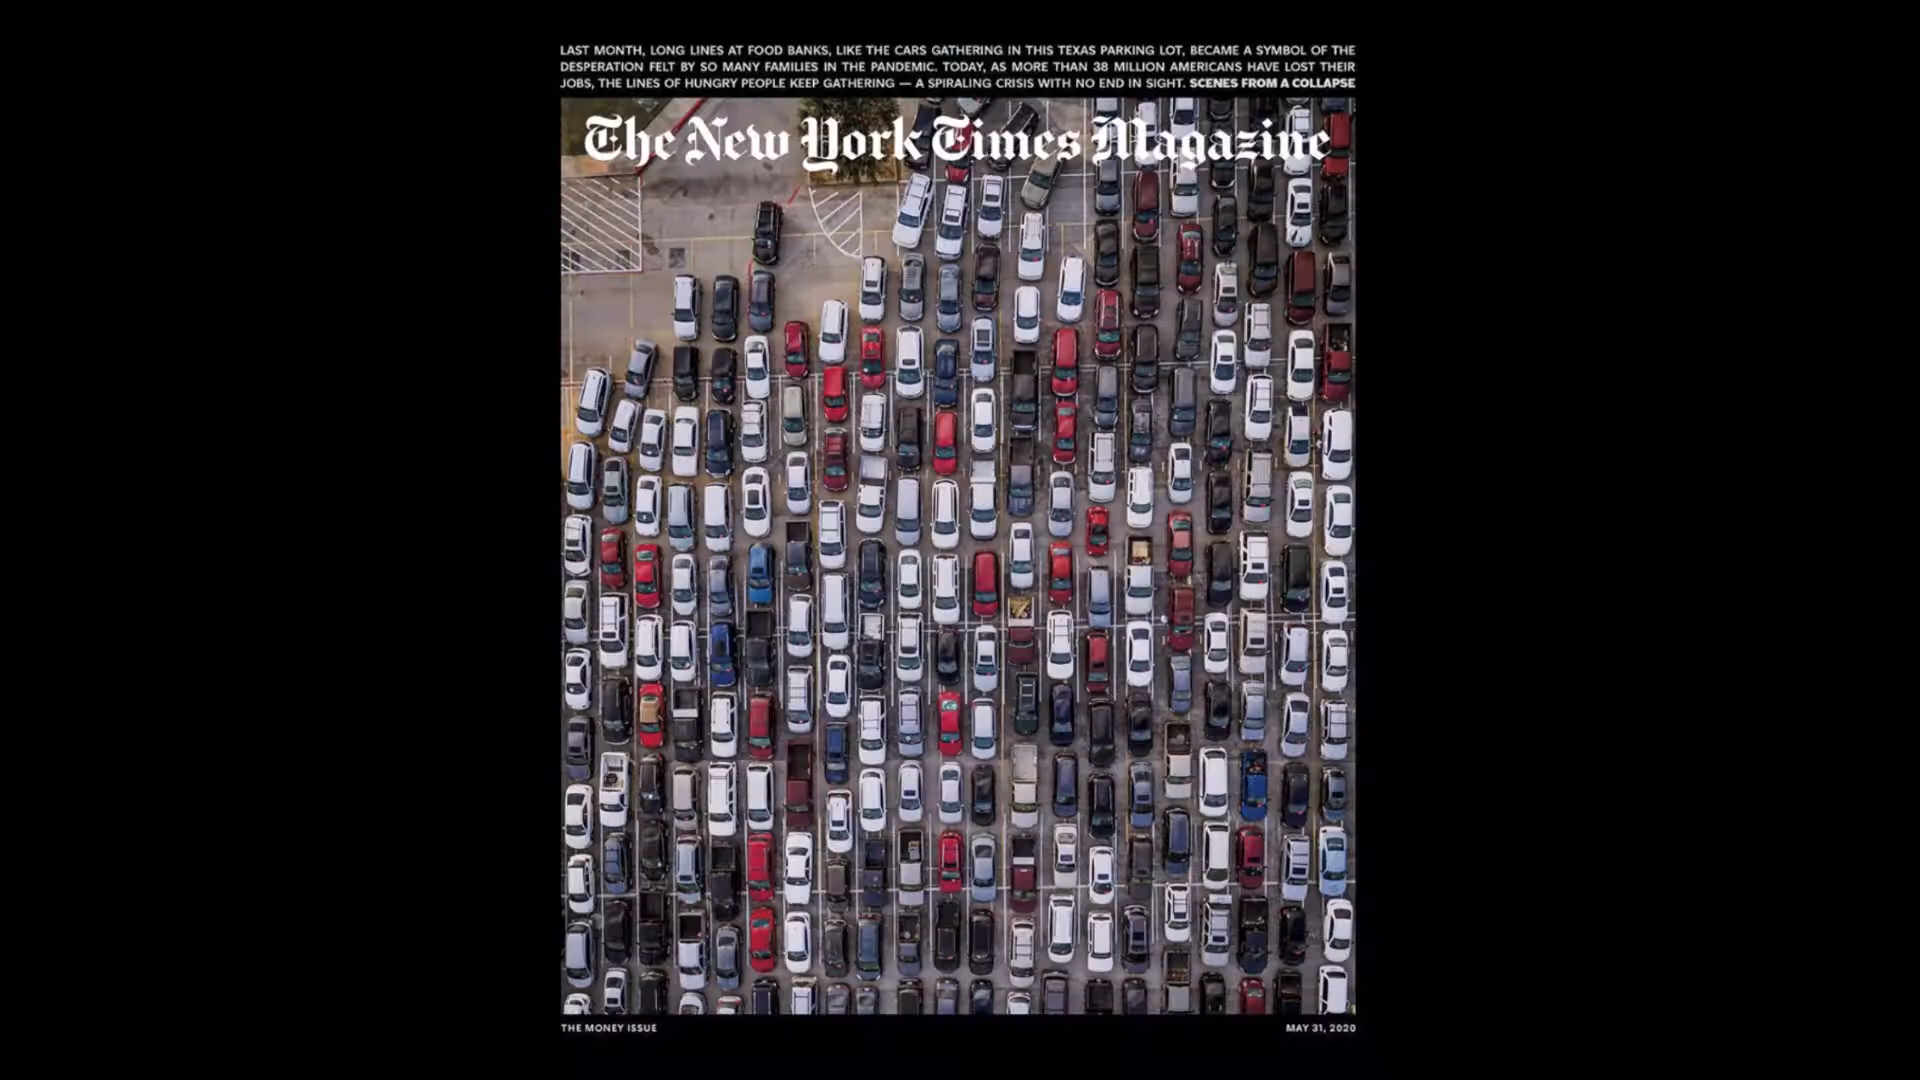 LAST MONTH, LONG LINES AT FOOD BANKS, LIKE THE CARS GATHERING IN THIS TEXAS PARKING LOT, BECAME A SYMBOL OF THE
DESPERATION FELT BY SO MANY FAMILIES IN THE PANDEMIC. TODAY, AS MORE THAN 38 MILLION AMERICANS HAVE LOST THEIR
JOBS, THE LINES OF HUNGRY PEOPLE KEEP GATHERING — A SPIRALING CRISIS WITH NO END IN SIGHT. SCENES FROM A COLLAPSE
The New York Times Magazine
THE MONEY ISSUE
MAY 31, 2020